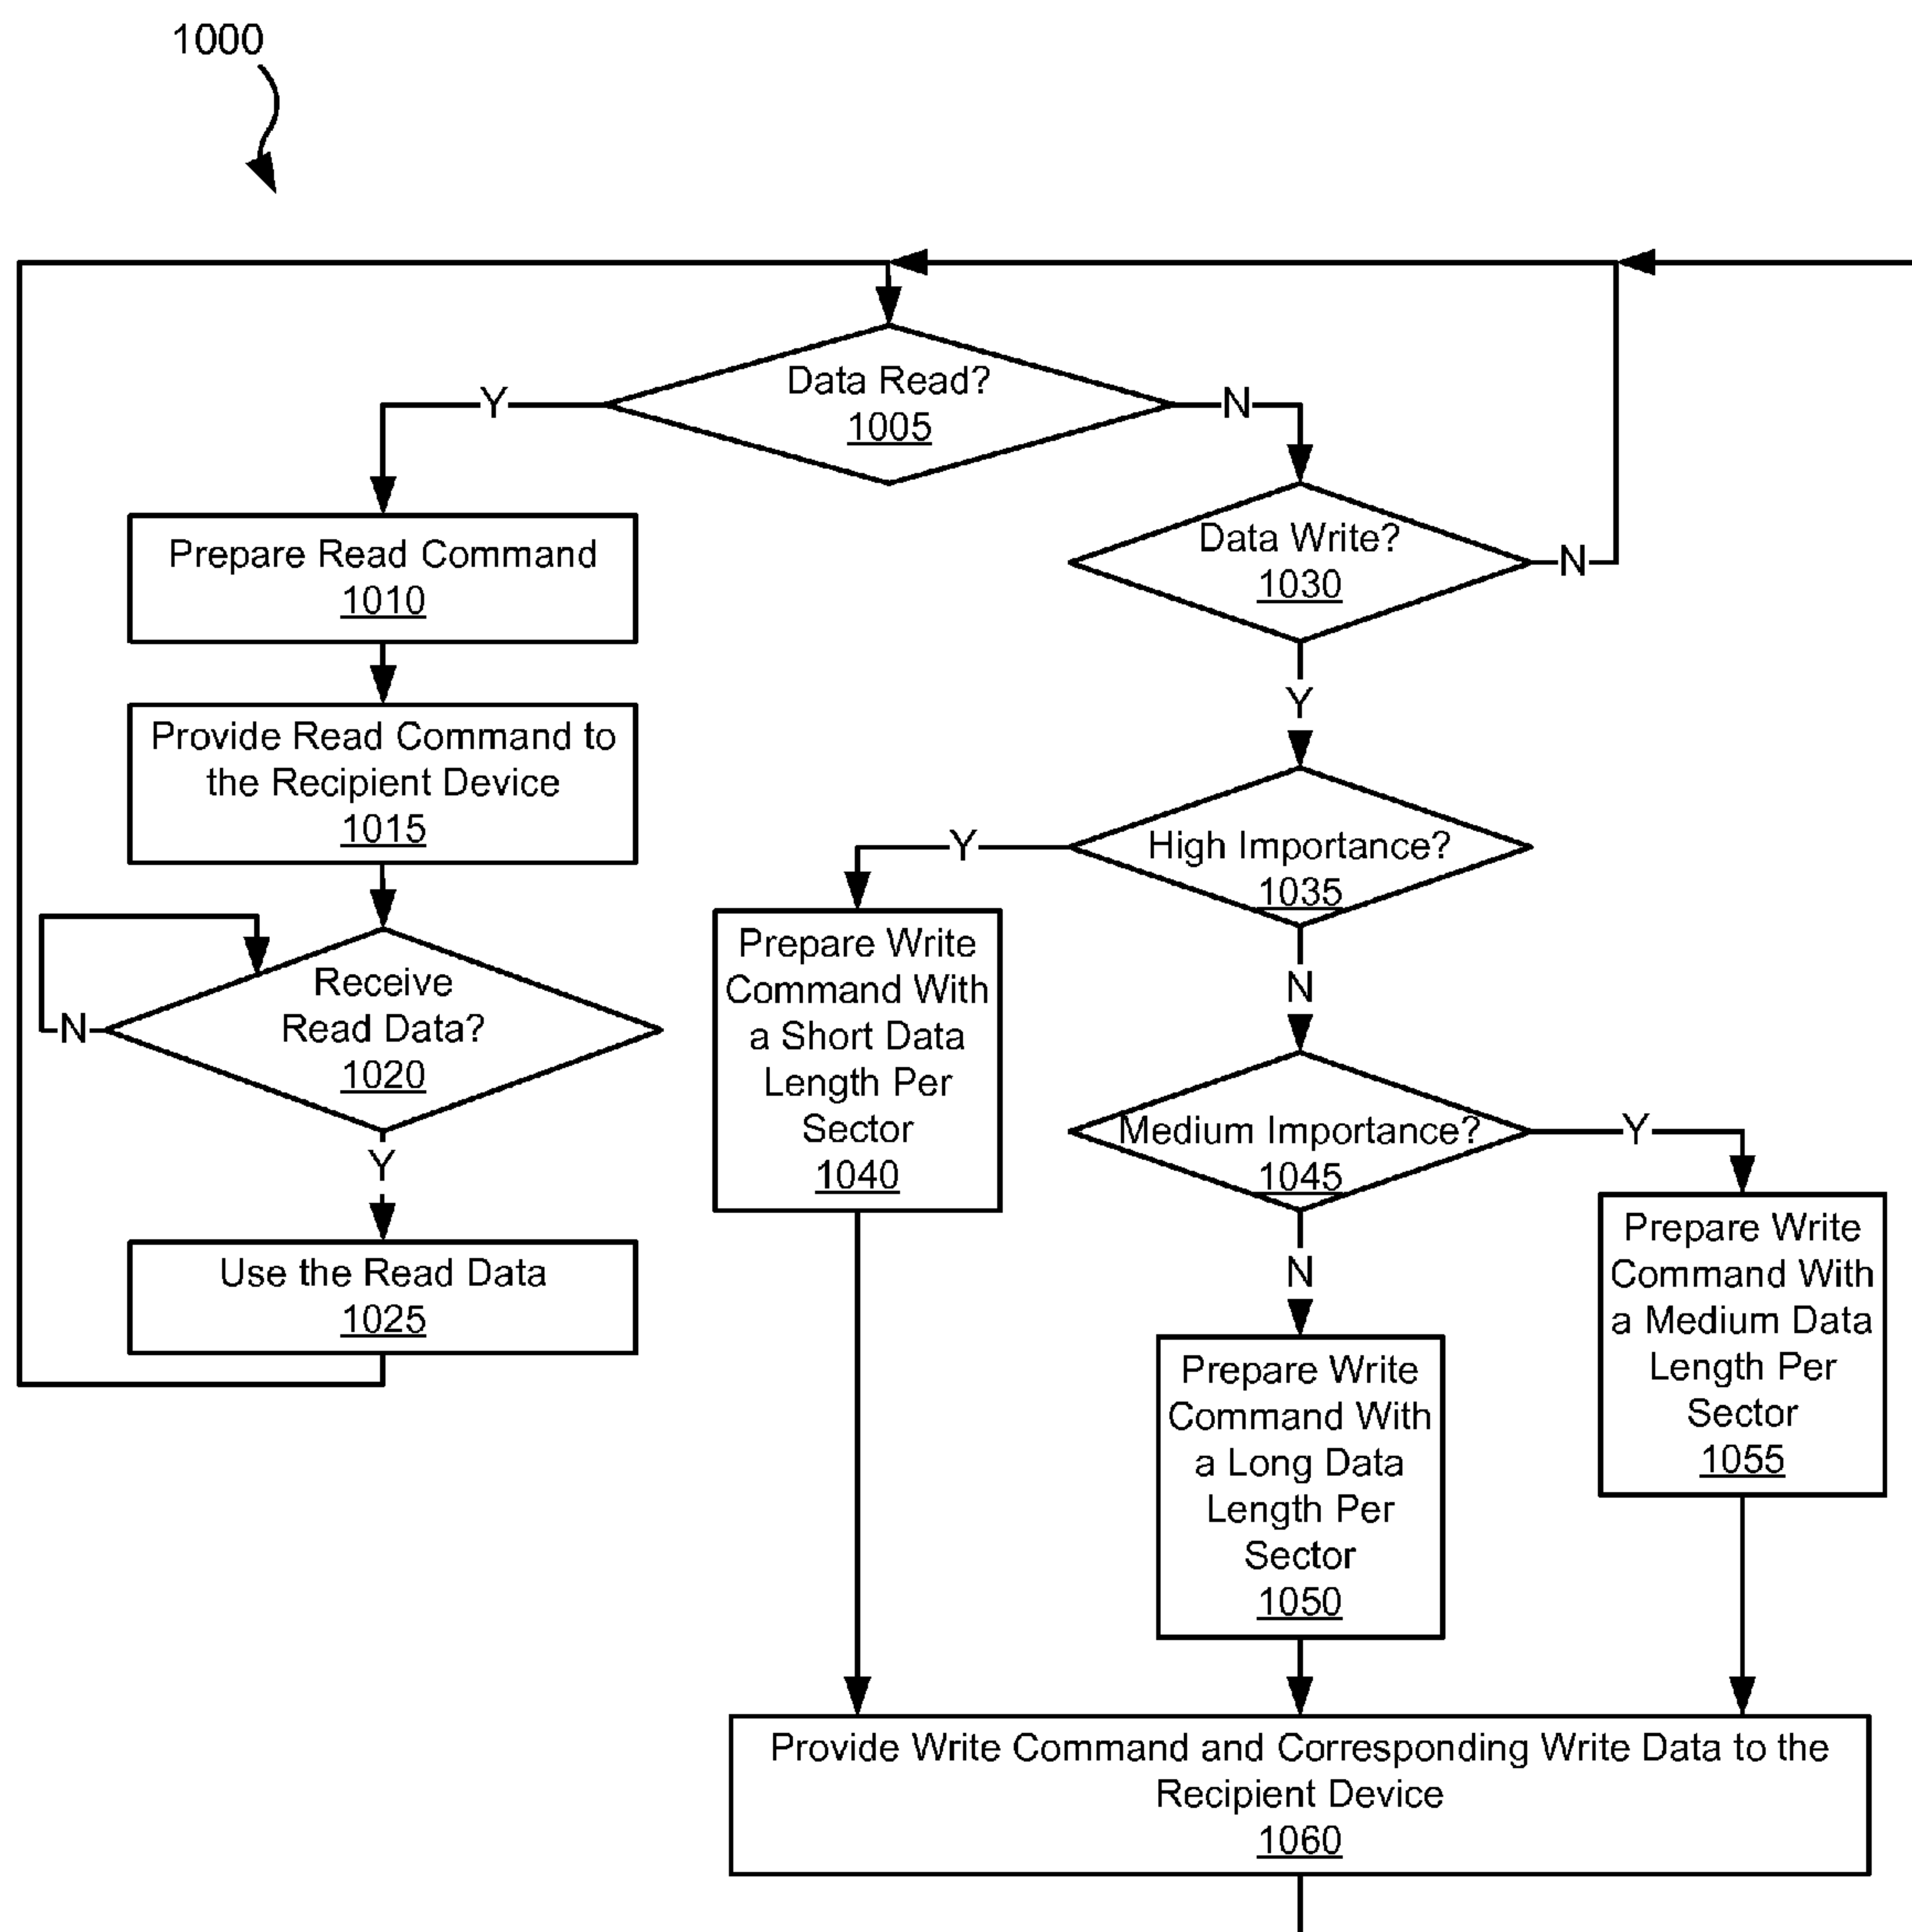 1000
Data Read?
1005
Y
N
Prepare Read Command
1010
Data Write?
1030
N
Y
Provide Read Command to
the Recipient Device
1015
High Importance?
1035
Y
N
Receive
Read Data?
1020
N
Y
Prepare Write
Command With
a Short Data
Length Per
Sector
1040
Medium Importance?
1045
Y
N
Use the Read Data
1025
Prepare Write
Command With
a Medium Data
Length Per
Sector
1055
Prepare Write
Command With
a Long Data
Length Per
Sector
1050
Provide Write Command and Corresponding Write Data to the
Recipient Device
1060